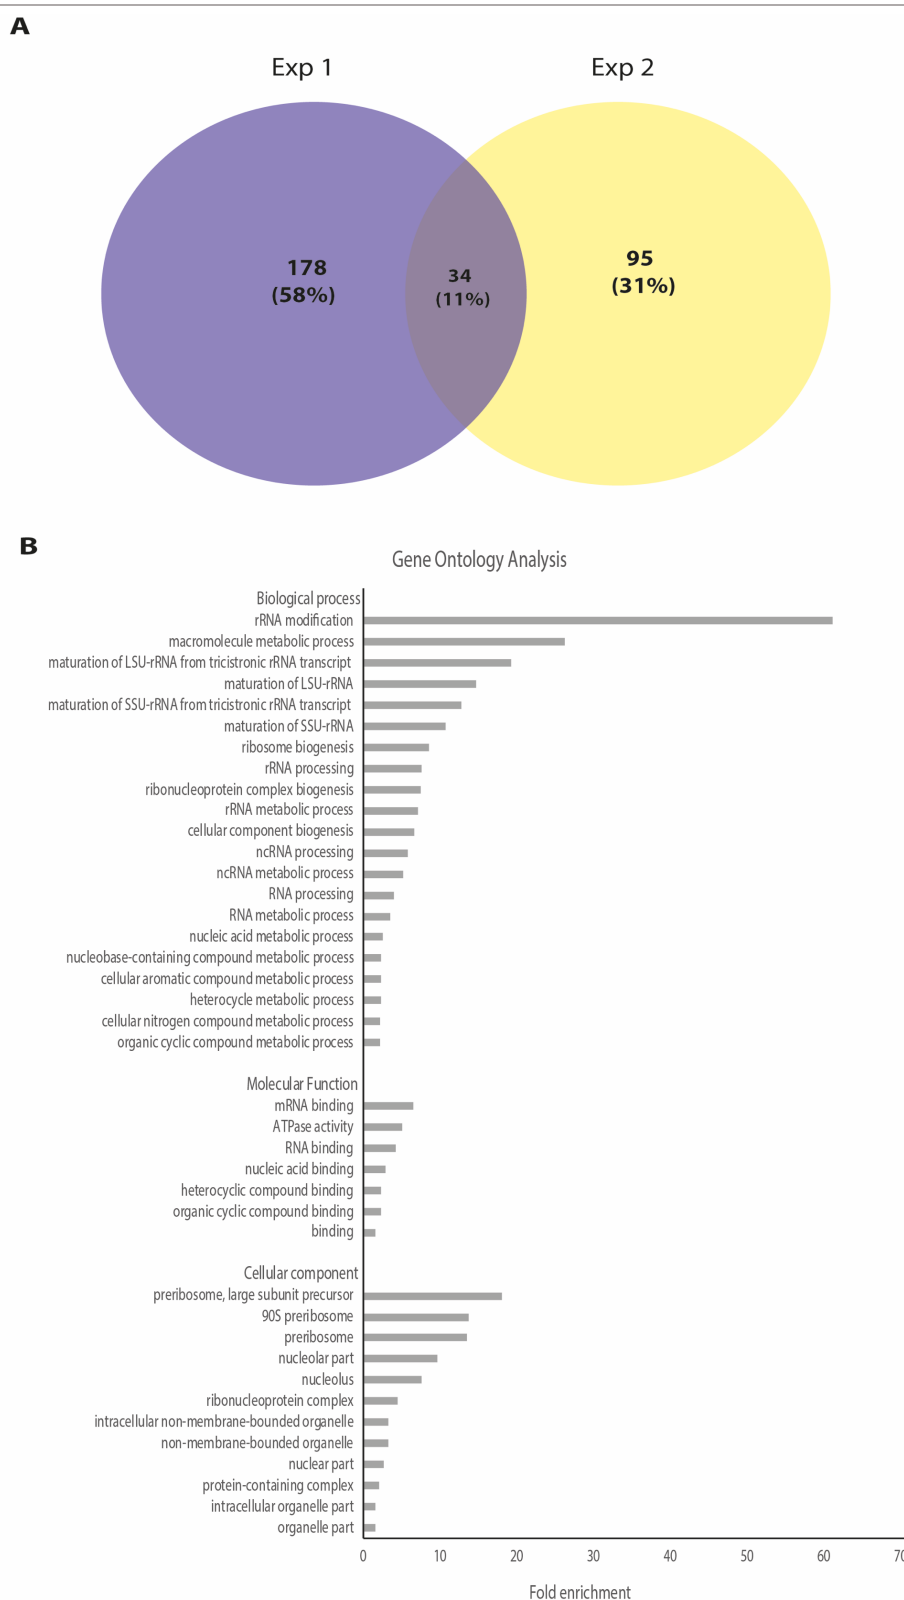 A
Exp 1
Exp 2
178
(58%)
34
(11%)
95
(31%)
B
Gene Ontology Analysis
Biological process
rRNA modification
macromolecule metabolic process
maturation of LSU-rRNA from tricistronic rRNA transcript
maturation of LSU-rRNA
maturation of SSU-rRNA from tricistronic rRNA transcript
maturation of SSU-rRNA
ribosome biogenesis
rRNA processing
ribonucleoprotein complex biogenesis
rRNA metabolic process
cellular component biogenesis
ncRNA processing
ncRNA metabolic process
RNA processing
RNA metabolic process
nucleic acid metabolic process
nucleobase-containing compound metabolic process
cellular aromatic compound metabolic process
heterocycle metabolic process
cellular nitrogen compound metabolic process
organic cyclic compound metabolic process
Molecular Function
mRNA binding
ATPase activity
RNA binding
nucleic acid binding
heterocyclic compound binding
organic cyclic compound binding
binding
Cellular component
preribosome, large subunit precursor
90S preribosome
preribosome
nucleolar part
nucleolus
ribonucleoprotein complex
intracellular non-membrane-bounded organelle
non-membrane-bounded organelle
nuclear part
protein-containing complex
intracellular organelle part
organelle part
0 10 20 30 40 50 60 70
Fold enrichment